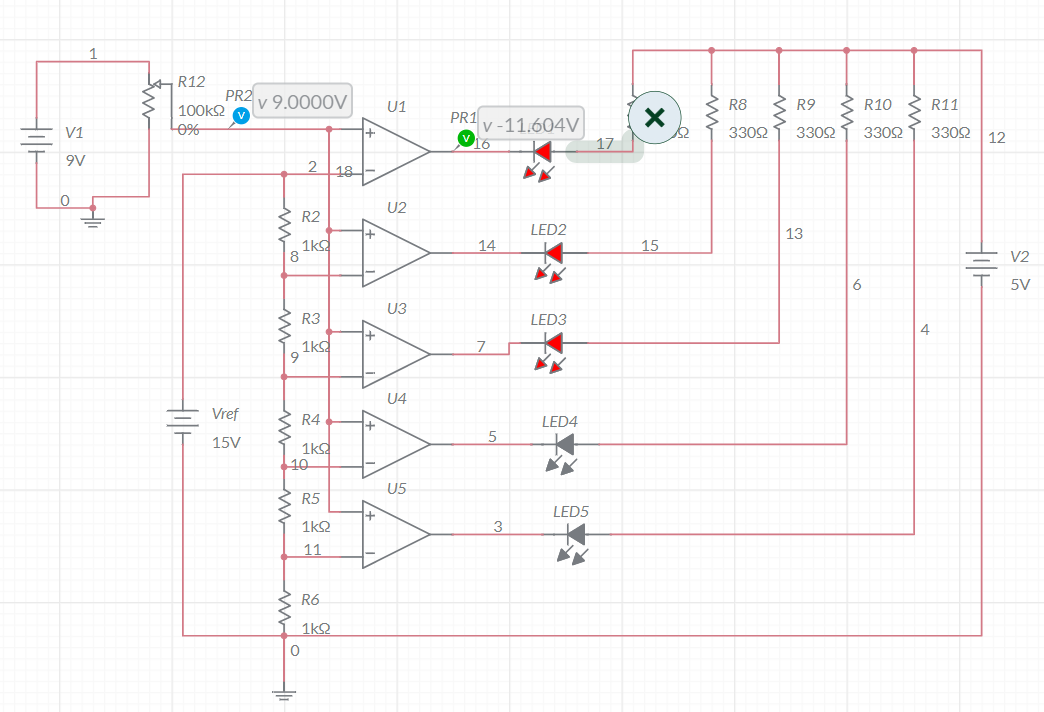 1
R12
100kΩ
0%
PR2
V
v 9.0000V
V1
9V
0
U1
+
−
PR1
V
v -11.604V
16
17
Ω
R8
330Ω
R9
330Ω
R10
330Ω
R11
330Ω
12
2
18
U2
+
−
R2
1kΩ
8
14
LED2
15
13
V2
5V
6
4
U3
+
−
R3
1kΩ
9
7
LED3
Vref
15V
U4
+
−
R4
1kΩ
10
5
LED4
U5
+
−
R5
1kΩ
11
3
LED5
R6
1kΩ
0